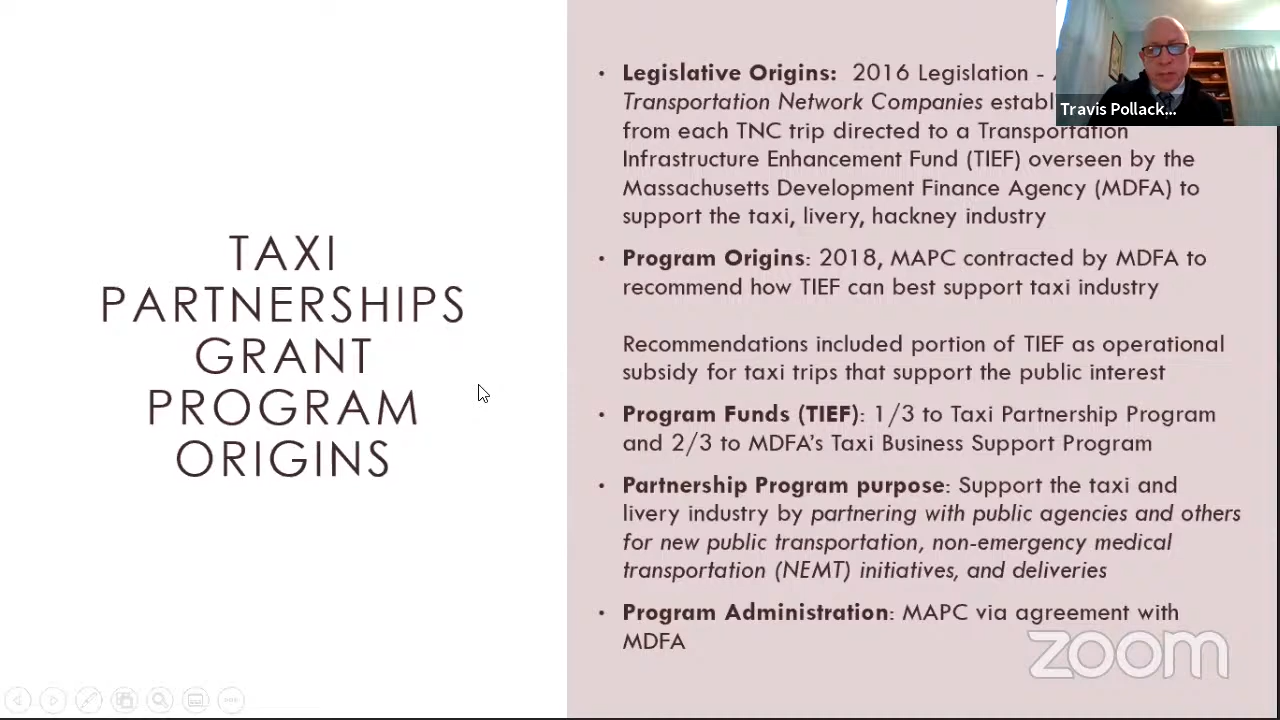 TAXI
PARTNERSHIPS
GRANT
PROGRAM
ORIGINS
• Legislative Origins: 2016 Legislation -
Transportation Network Companies
from each TNC trip directed to a Transportation
Infrastructure Enhancement Fund (TIEF) overseen by the
Massachusetts Development Finance Agency (MDFA) to
support the taxi, livery, hackney industry
• Program Origins: 2018, MAPC contracted by MDFA to
recommend how TIEF can best support taxi industry
Recommendations included portion of TIEF as operational
subsidy for taxi trips that support the public interest
• Program Funds (TIEF): 1/3 to Taxi Partnership Program
and 2/3 to MDFA’s Taxi Business Support Program
• Partnership Program purpose: Support the taxi and
livery industry by partnering with public agencies and others
for new public transportation, non-emergency medical
transportation (NEMT) initiatives, and deliveries
• Program Administration: MAPC via agreement with
MDFA
Travis Pollack...
zoom